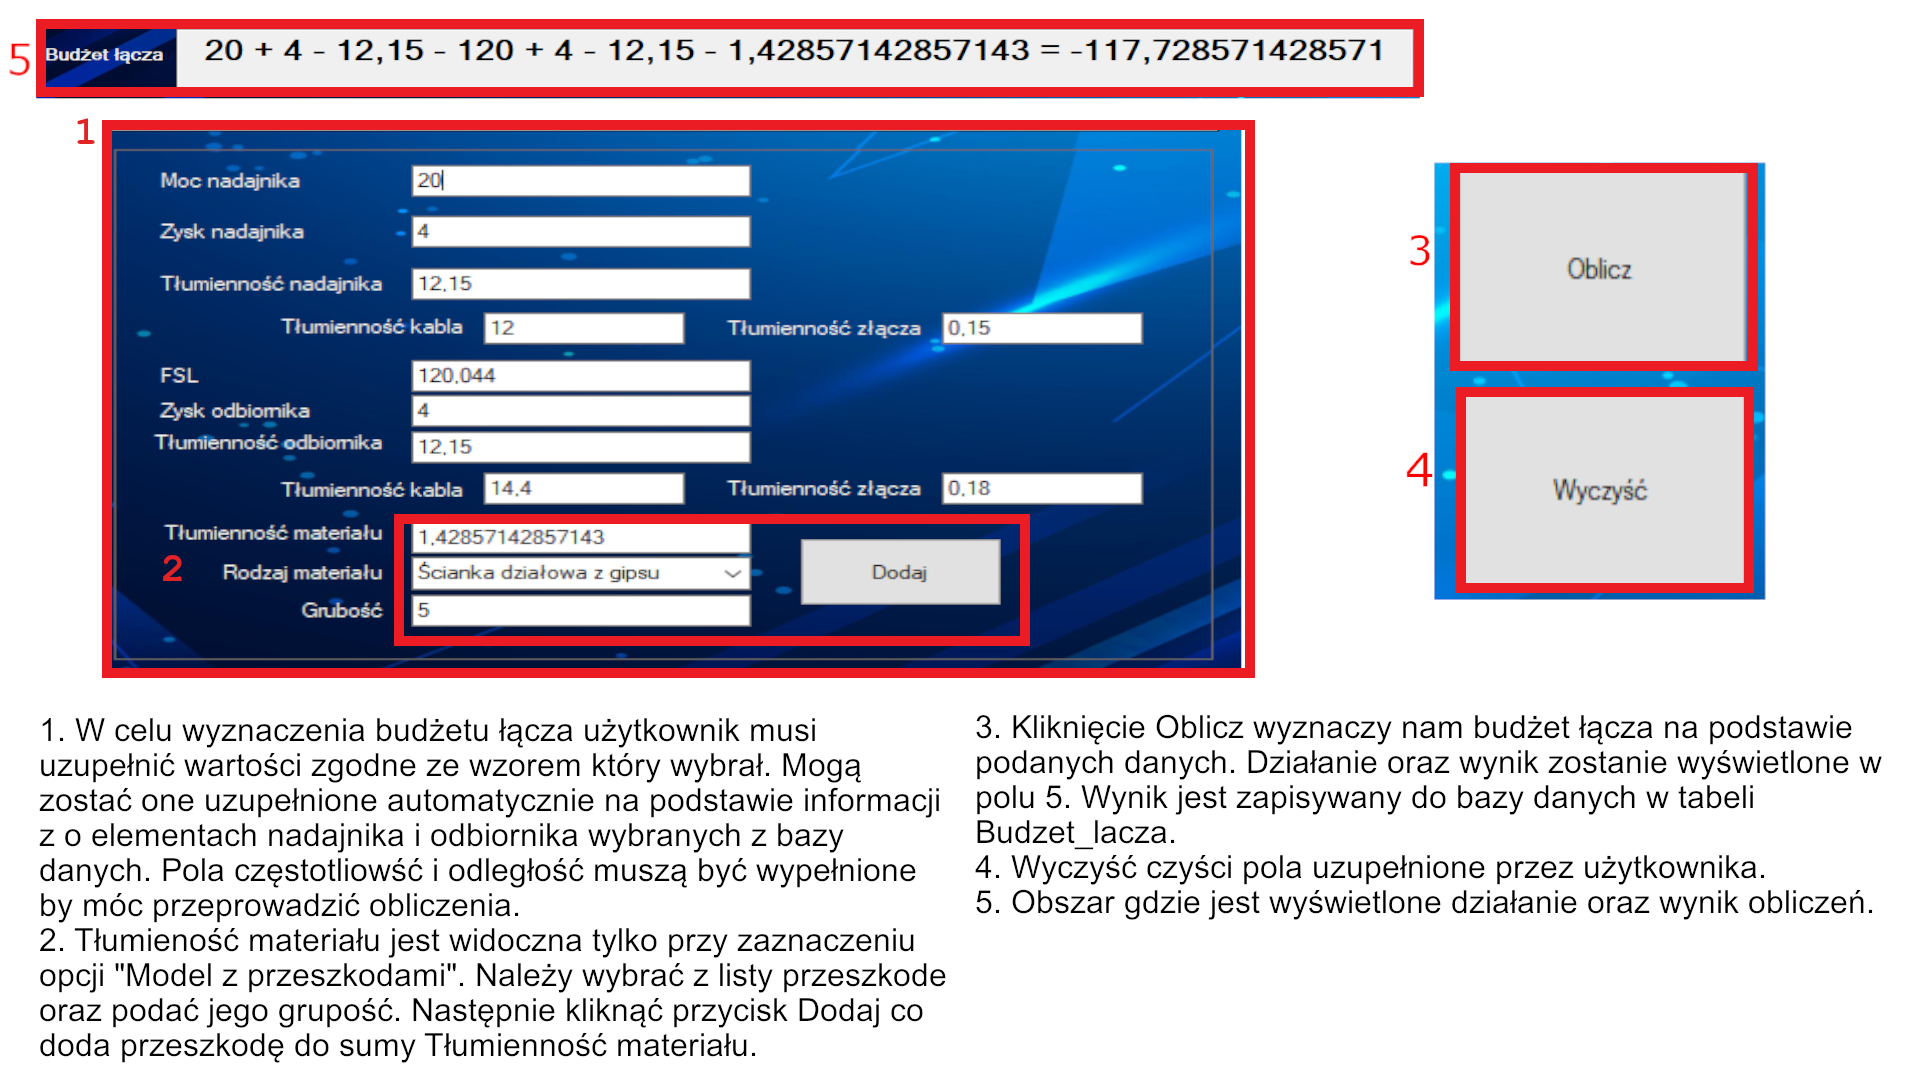 5 Budżet łącza 20 + 4 - 12,15 - 120 + 4 - 12,15 - 1,42857142857143 = -117,728571428571
1
Moc nadajnika 20
Zysk nadajnika 4
Tłumienność nadajnika 12,15
Tłumienność kabla 12 Tłumienność złącza 0,15
FSL 120,044
Zysk odbiornika 4
Tłumienność odbiornika 12,15
Tłumienność kabla 14,4 Tłumienność złącza 0,18
Tłumienność materiału 1,42857142857143
2 Rodzaj materiału Ścianka działowa z gipsu Dodaj
Grubość 5
3 Oblicz
4 Wyczyść
1. W celu wyznaczenia budżetu łącza użytkownik musi
uzupełnić wartości zgodne ze wzorem który wybrał. Mogą
zostać one uzupełnione automatycznie na podstawie informacji
z o elementach nadajnika i odbiornika wybranych z bazy
danych. Pola częstotliowść i odległość muszą być wypełnione
by móc przeprowadzić obliczenia.
2. Tłumieność materiału jest widoczna tylko przy zaznaczeniu
opcji "Model z przeszkodami". Należy wybrać z listy przeszkode
oraz podać jego grupość. Następnie kliknąć przycisk Dodaj co
doda przeszkodę do sumy Tłumienność materiału.
3. Kliknięcie Oblicz wyznaczy nam budżet łącza na podstawie
podanych danych. Działanie oraz wynik zostanie wyświetlone w
polu 5. Wynik jest zapisywany do bazy danych w tabeli
Budzet_lacza.
4. Wyczyść czyści pola uzupełnione przez użytkownika.
5. Obszar gdzie jest wyświetlone działanie oraz wynik obliczeń.